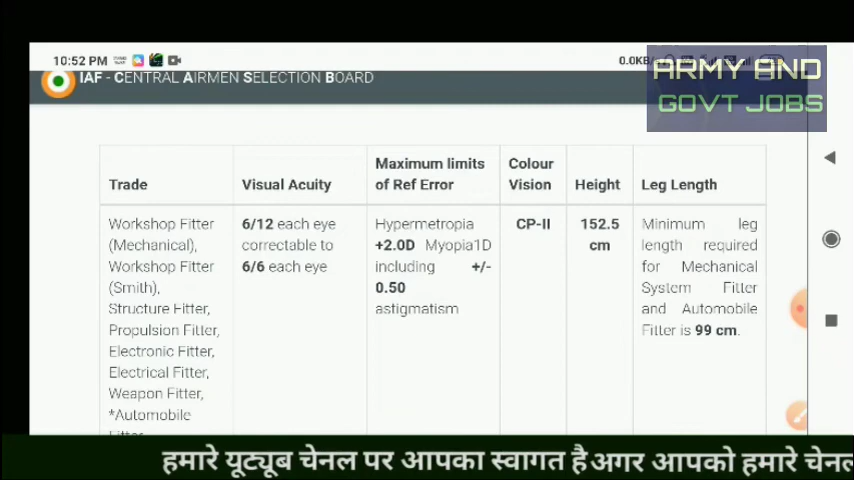 10:52 PM
0.0KB/
ARMY AND
GOVT JOBS
IAF - CENTRAL AIRMEN SELECTION BOARD
Trade
Visual Acuity
Maximum limits
of Ref Error
Colour
Vision
Height
Leg Length
Workshop Fitter
(Mechanical),
Workshop Fitter
(Smith),
Structure Fitter,
Propulsion Fitter,
Electronic Fitter,
Electrical Fitter,
Weapon Fitter,
*Automobile
Fitter
6/12 each eye
correctable to
6/6 each eye
Hypermetropia
+2.0D Myopia1D
including +/-
0.50
astigmatism
CP-II
152.5
cm
Minimum leg
length required
for Mechanical
System Fitter
and Automobile
Fitter is 99 cm.
हमारे यूट्यूब चेनल पर आपका स्वागत है अगर आपको हमारे चेनल